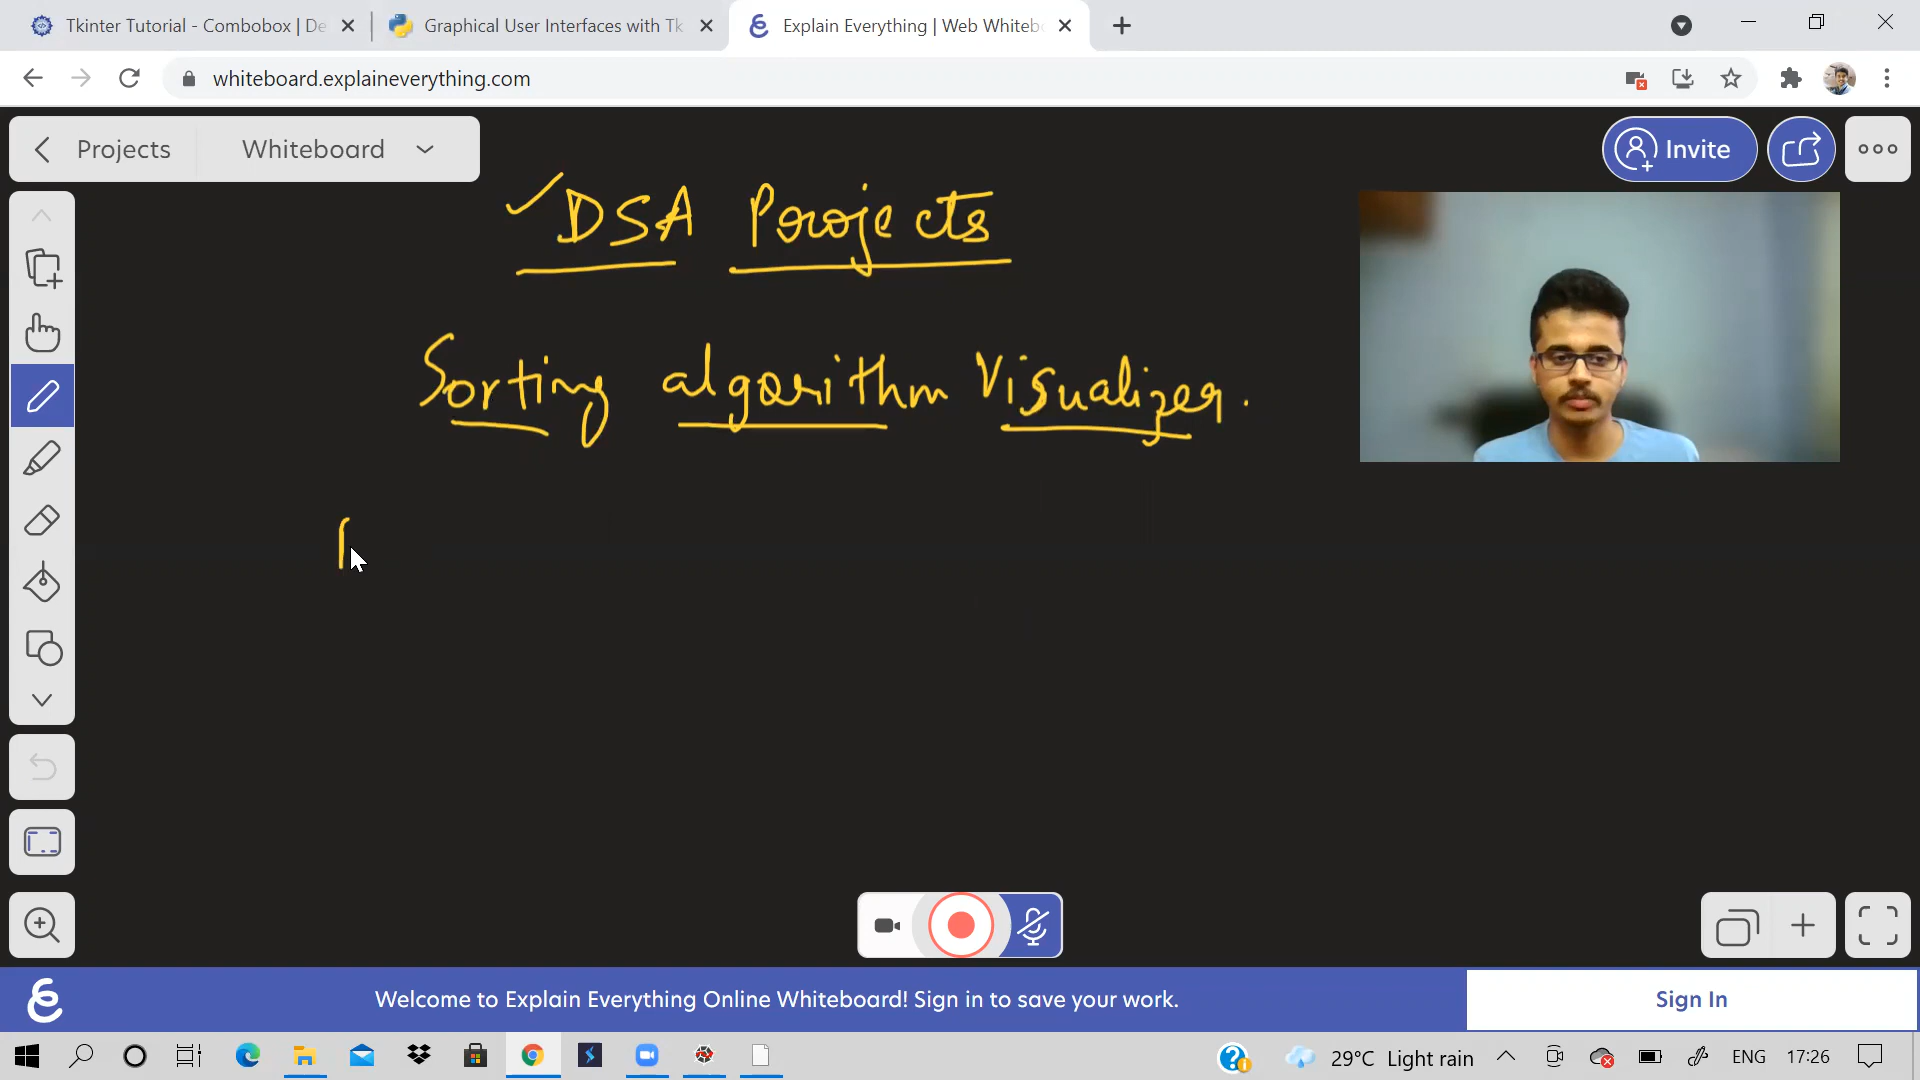 Tkinter Tutorial - Combobox | De
Graphical User Interfaces with Tk
Explain Everything | Web Whitebo
whiteboard.explaineverything.com
Projects
Whiteboard
Invite
DSA Projects
Sorting algorithm Visualizer.
Welcome to Explain Everything Online Whiteboard! Sign in to save your work.
Sign In
29°C Light rain
ENG
17:26